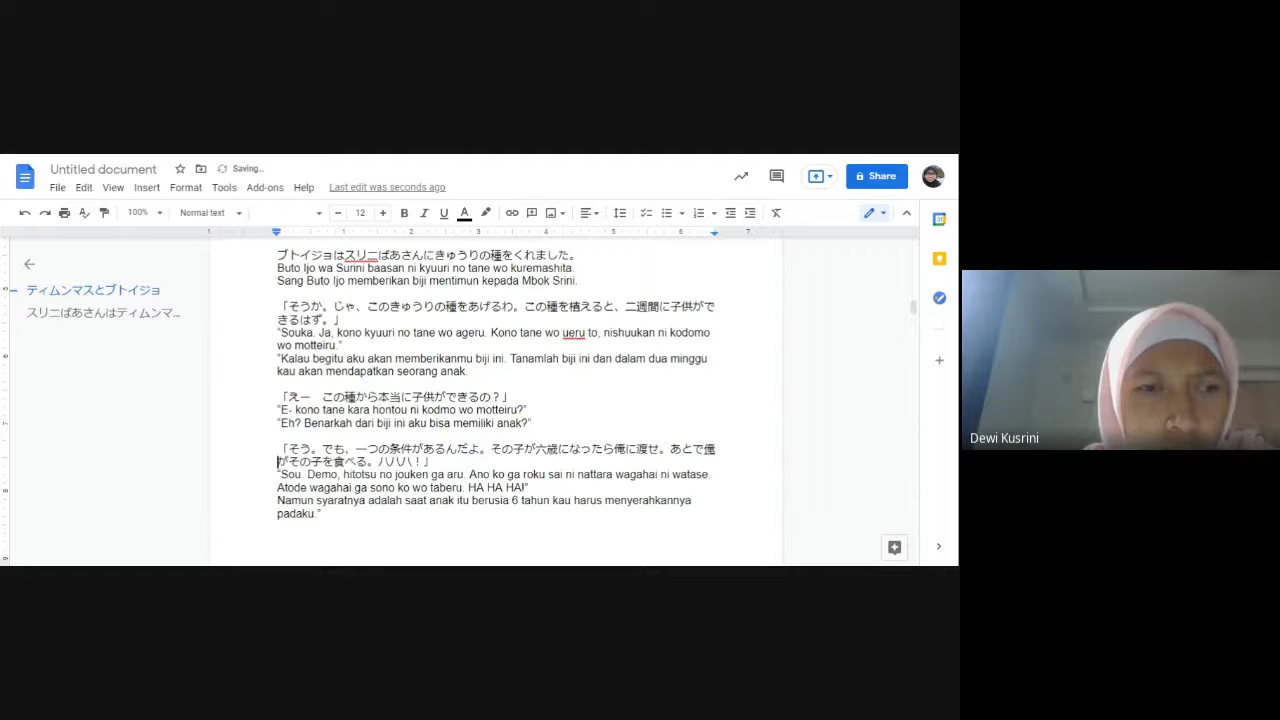 Untitled document
Saving...
File Edit View Insert Format Tools Add-ons Help Last edit was seconds ago
Share
100% Normal text 12 B I U A
1 1 2 3 4 5 6 7
ブトイジョはスリニばあさんにきゅうりの種をくれました。
Buto Ijo wa Surini baasan ni kyuuri no tane wo kuremashita.
Sang Buto Ijo memberikan biji mentimun kepada Mbok Srini.
ティムンマスとブトイジョ
スリニばあさんはティムンマ...
「そうか。じゃ、このきゅうりの種をあげるわ。この種を植えると、二週間に子供がで
きるはず。」
“Souka. Ja, kono kyuuri no tane wo ageru. Kono tane wo ueru to, nishuukan ni kodomo
wo motteiru.”
“Kalau begitu aku akan memberikanmu biji ini. Tanamlah biji ini dan dalam dua minggu
kau akan mendapatkan seorang anak.
「えー　この種から本当に子供ができるの？」
“E- kono tane kara hontou ni kodmo wo motteiru?”
“Eh? Benarkah dari biji ini aku bisa memiliki anak?”
「そう。でも、一つの条件があるんだよ。その子が六歳になったら俺に渡せ。あとで俺
がその子を食べる。ハハハ！」
“Sou. Demo, hitotsu no jouken ga aru. Ano ko ga roku sai ni nattara wagahai ni watase.
Atode wagahai ga sono ko wo taberu. HA HA HA!”
Namun syaratnya adalah saat anak itu berusia 6 tahun kau harus menyerahkannya
padaku.”
Dewi Kusrini